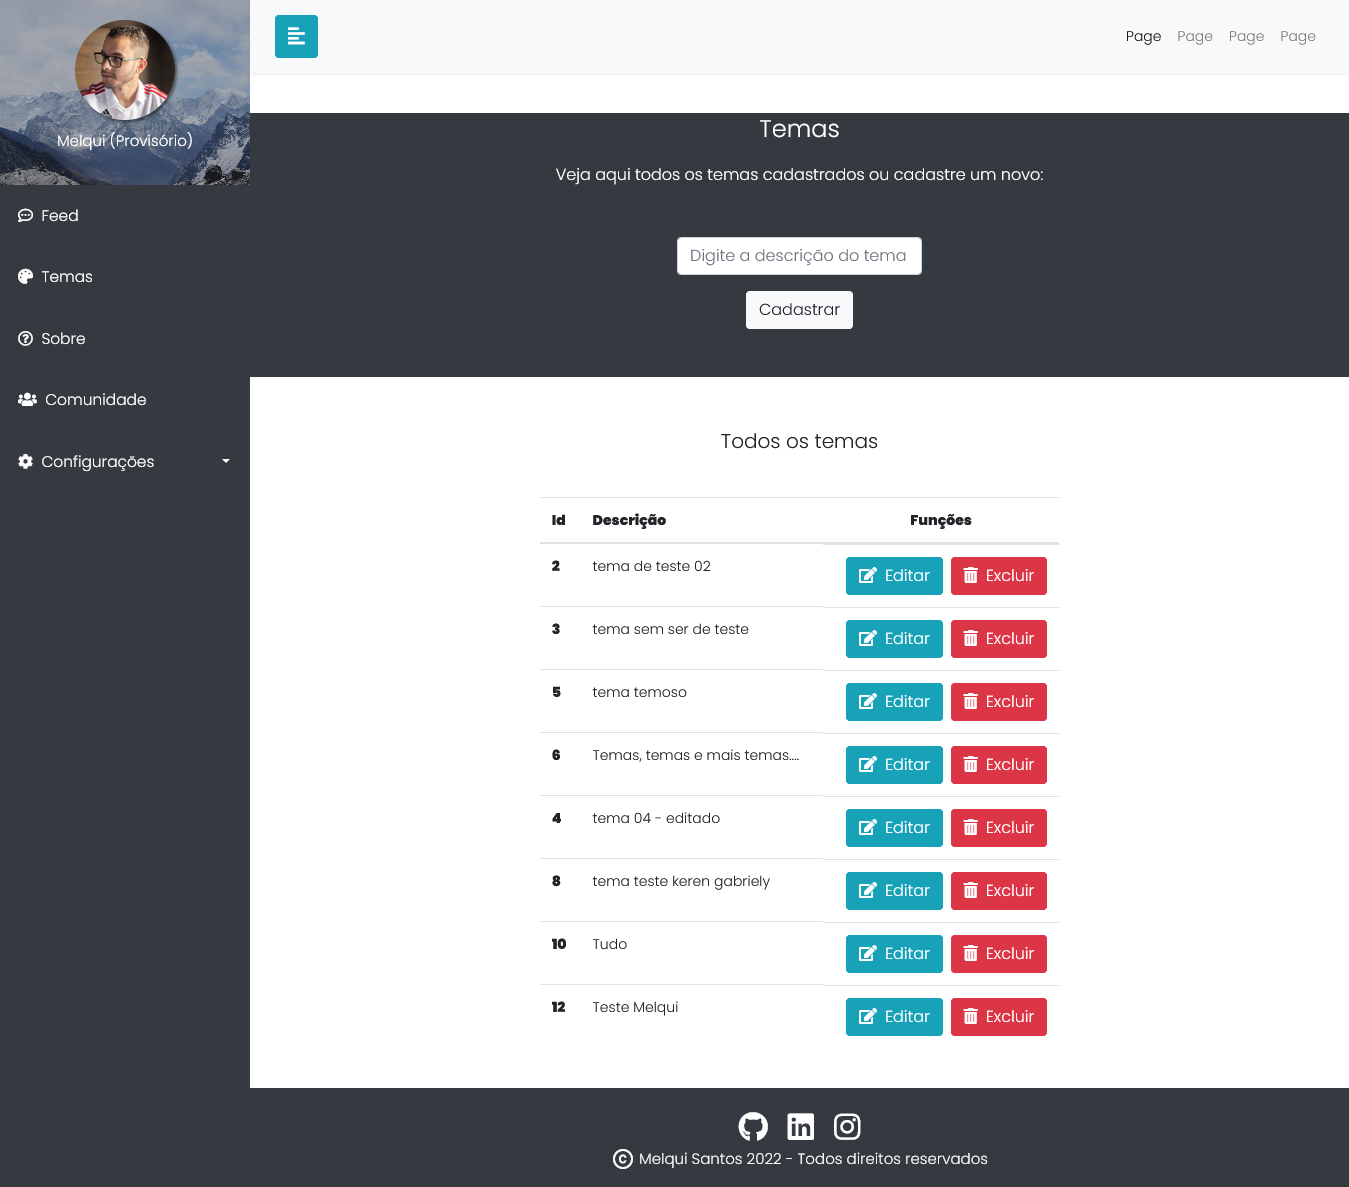 Melqui (Provisório)
Feed
Temas
Sobre
Comunidade
Configurações
Page Page Page Page
Temas
Veja aqui todos os temas cadastrados ou cadastre um novo:
Digite a descrição do tema
Cadastrar
Todos os temas
Id Descrição Funções
2 tema de teste 02 Editar Excluir
3 tema sem ser de teste Editar Excluir
5 tema temoso Editar Excluir
6 Temas, temas e mais temas.... Editar Excluir
4 tema 04 - editado Editar Excluir
8 tema teste keren gabriely Editar Excluir
10 Tudo Editar Excluir
12 Teste Melqui Editar Excluir
© Melqui Santos 2022 - Todos direitos reservados